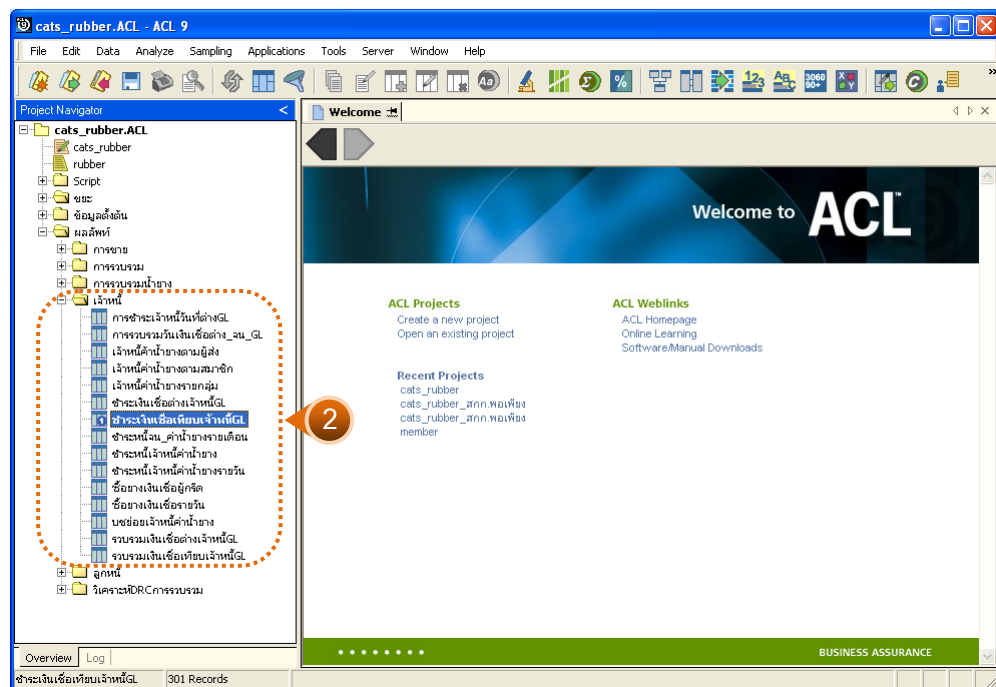 cats_rubber.ACL - ACL 9
File Edit Data Analyze Sampling Applications Tools Server Window Help
Project Navigator <
Welcome
cats_rubber.ACL
cats_rubber
rubber
Script
ขยะ
ข้อมูลตั้งต้น
ผลลัพท์
การขาย
การรวบรวม
การรวบรวมน้ำยาง
เจ้าหนี้
การชำระเจ้าหนี้วันที่ต่างGL
การรวบรวมวันเงินเชื่อต่าง_จน_GL
เจ้าหนี้ค่าน้ำยางตามผู้ส่ง
เจ้าหนี้ค่าน้ำยางตามสมาชิก
เจ้าหนี้ค่าน้ำยางรายกลุ่ม
ชำระเงินเชื่อต่างเจ้าหนี้GL
ชำระเงินเชื่อเทียบเจ้าหนี้GL
ชำระหนี้จน_ค่าน้ำยางรายเดือน
ชำระหนี้เจ้าหนี้ค่าน้ำยาง
ชำระหนี้เจ้าหนี้ค่าน้ำยางรายวัน
ซื้อยางเงินเชื่อผู้กรีด
ซื้อยางเงินเชื่อรายวัน
บชย่อยเจ้าหนี้ค่าน้ำยาง
รวบรวมเงินเชื่อต่างเจ้าหนี้GL
รวบรวมเงินเชื่อเทียบเจ้าหนี้GL
ลูกหนี้
วิเคราะห์DRCการรวบรวม
2
Welcome to ACL™
ACL Projects
Create a new project
Open an existing project
Recent Projects
cats_rubber
cats_rubber_สกก.พอเพียง
cats_rubber_สกก.พอเพียง
member
ACL Weblinks
ACL Homepage
Online Learning
Software/Manual Downloads
BUSINESS ASSURANCE
Overview Log
ชำระเงินเชื่อเทียบเจ้าหนี้GL 301 Records